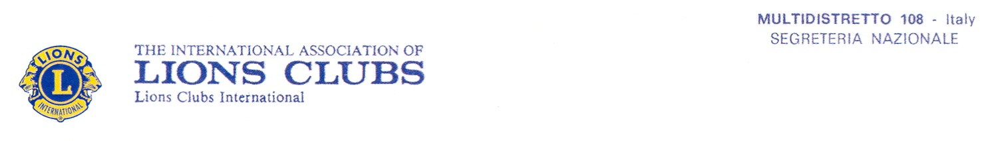 MULTIDISTRETTO 108 - Italy
SEGRETERIA NAZIONALE
LIONS
L
INTERNATIONAL
®
THE INTERNATIONAL ASSOCIATION OF
LIONS CLUBS
Lions Clubs International